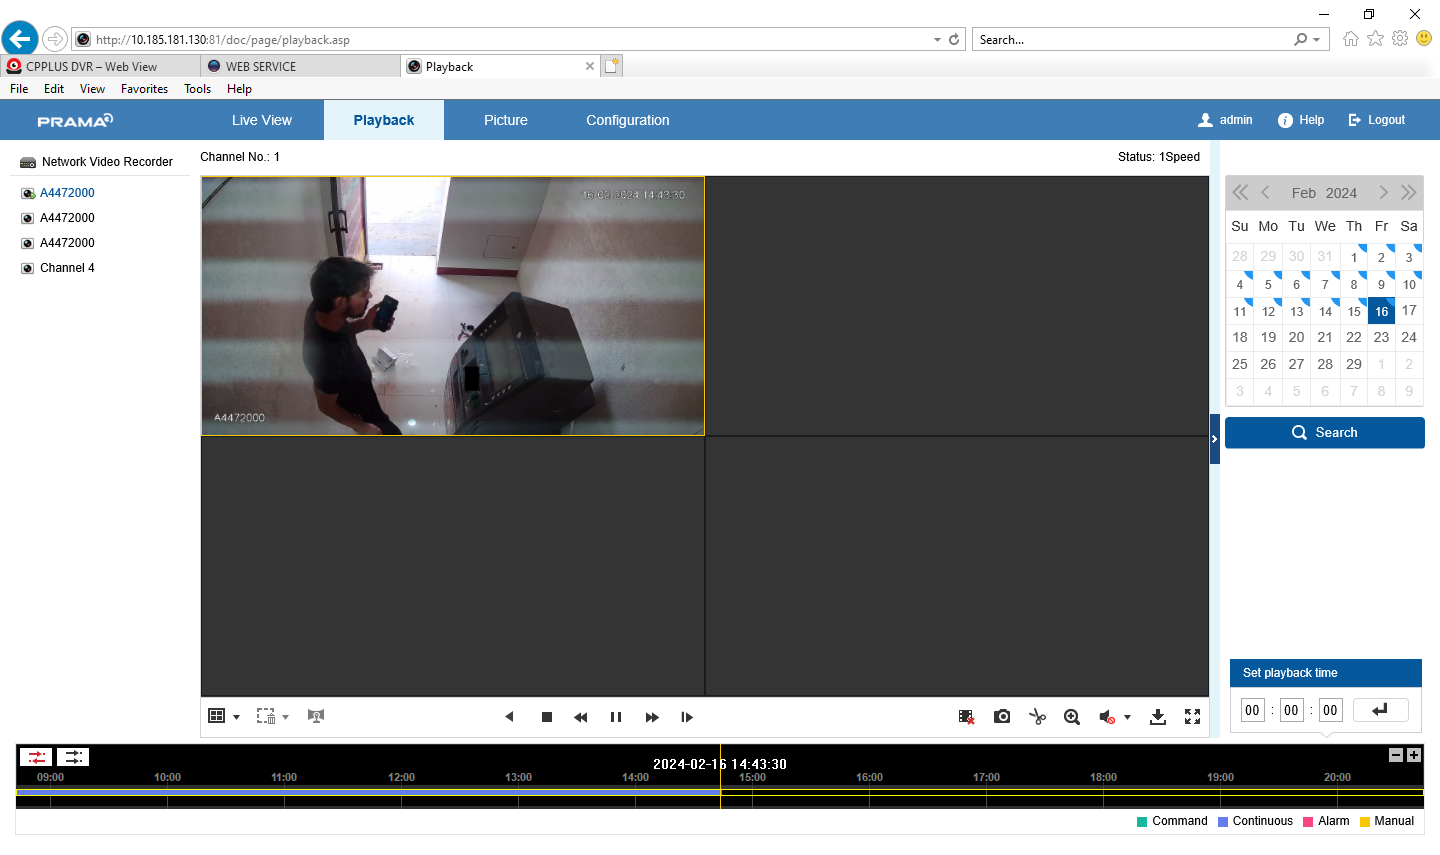 http://10.185.181.130:81/doc/page/playback.asp
Search...
CPPLUS DVR – Web View
WEB SERVICE
Playback
File Edit View Favorites Tools Help
PRAMA
Live View
Playback
Picture
Configuration
admin
Help
Logout
Network Video Recorder
A4472000
A4472000
A4472000
Channel 4
Channel No.: 1
Status: 1Speed
16-02-2024 14:43:30
A4472000
Feb 2024
Su Mo Tu We Th Fr Sa
28 29 30 31 1 2 3
4 5 6 7 8 9 10
11 12 13 14 15 16 17
18 19 20 21 22 23 24
25 26 27 28 29 1 2
3 4 5 6 7 8 9
Search
Set playback time
00 : 00 : 00
2024-02-16 14:43:30
09:00 10:00 11:00 12:00 13:00 14:00 15:00 16:00 17:00 18:00 19:00 20:00
Command Continuous Alarm Manual